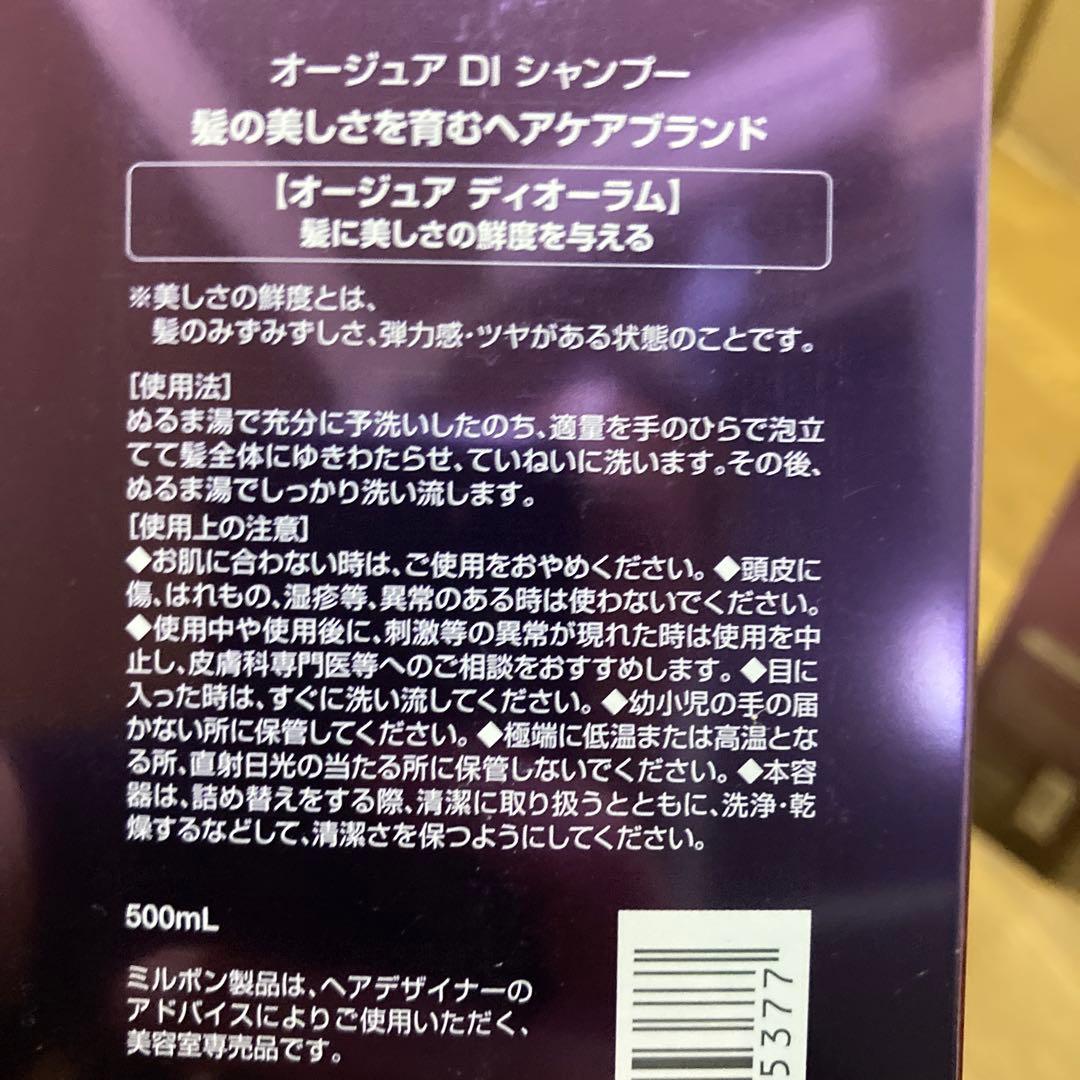 オージュア DI シャンプー
髪の美しさを育むヘアケアブランド
【オージュア ディオーラム】
髪に美しさの鮮度を与える
※美しさの鮮度とは、
髪のみずみずしさ、弾力感・ツヤがある状態のことです。
[使用法]
ぬるま湯で充分に予洗いしたのち、適量を手のひらで泡立
てて髪全体にゆきわたらせ、ていねいに洗います。その後、
ぬるま湯でしっかり洗い流します。
[使用上の注意]
◆お肌に合わない時は、ご使用をおやめください。◆頭皮に
傷、はれもの、湿疹等、異常のある時は使わないでください。
◆使用中や使用後に、刺激等の異常が現れた時は使用を中
止し、皮膚科専門医等へのご相談をおすすめします。◆目に
入った時は、すぐに洗い流してください。◆幼小児の手の届
かない所に保管してください。◆極端に低温または高温とな
る所、直射日光の当たる所に保管しないでください。◆本容
器は、詰め替えをする際、清潔に取り扱うとともに、洗浄・乾
燥するなどして、清潔さを保つようにしてください。
500mL
ミルボン製品は、ヘアデザイナーの
アドバイスによりご使用いただく、
美容室専売品です。
5377